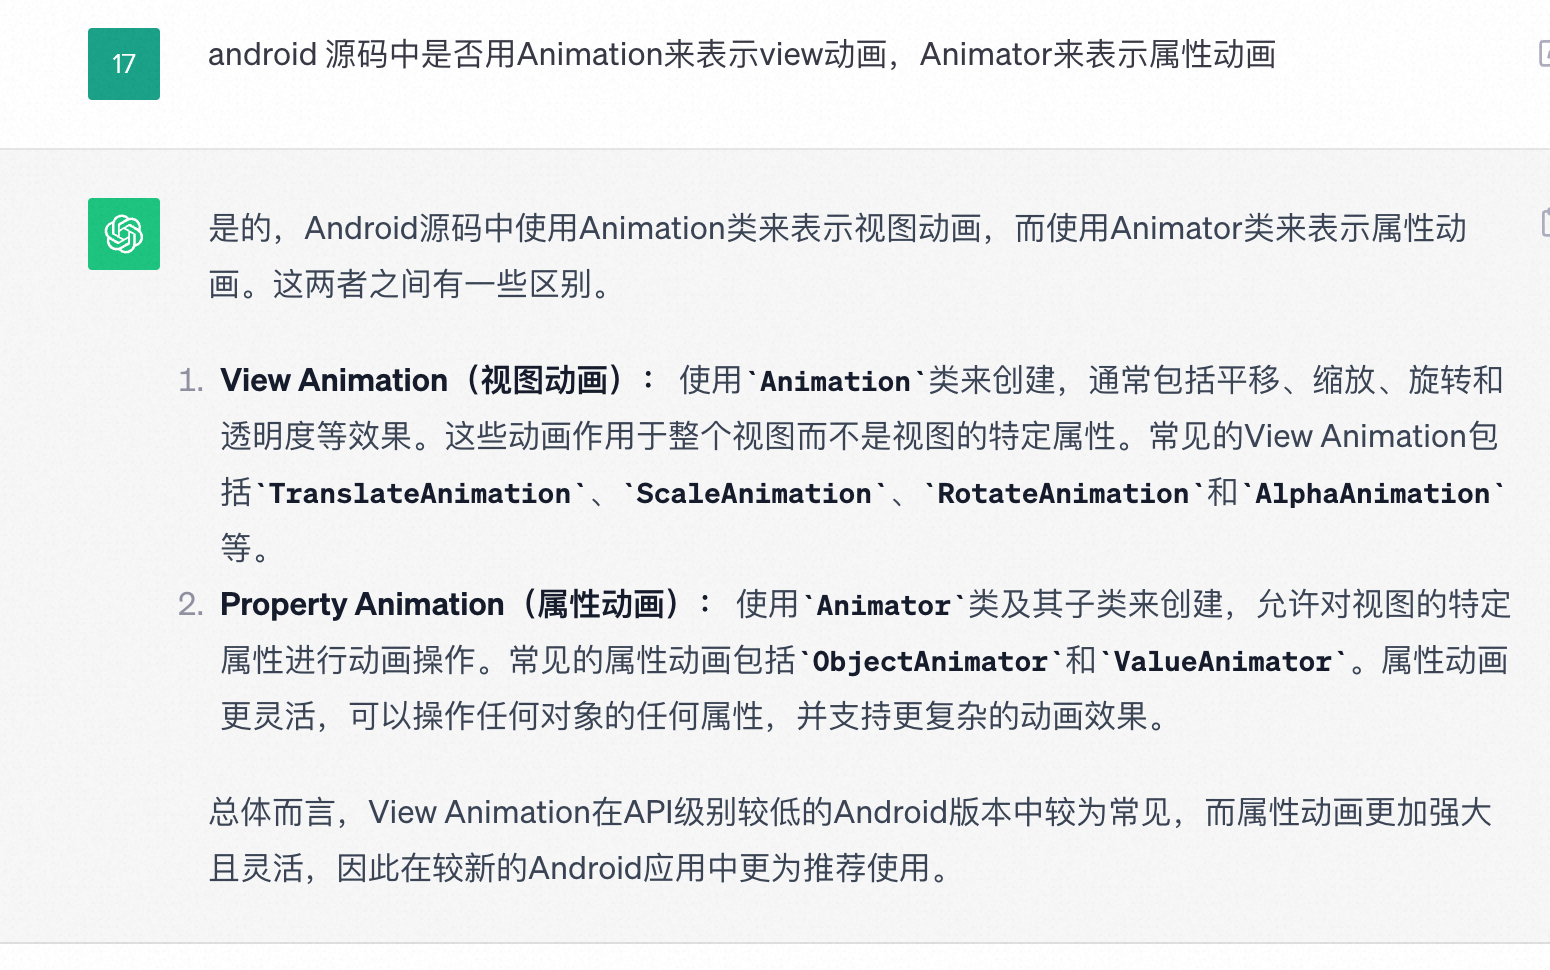 17
android 源码中是否用Animation来表示view动画，Animator来表示属性动画
是的，Android源码中使用Animation类来表示视图动画，而使用Animator类来表示属性动
画。这两者之间有一些区别。
1. View Animation（视图动画）： 使用`Animation`类来创建，通常包括平移、缩放、旋转和
透明度等效果。这些动画作用于整个视图而不是视图的特定属性。常见的View Animation包
括`TranslateAnimation`、`ScaleAnimation`、`RotateAnimation`和`AlphaAnimation`
等。
2. Property Animation（属性动画）： 使用`Animator`类及其子类来创建，允许对视图的特定
属性进行动画操作。常见的属性动画包括`ObjectAnimator`和`ValueAnimator`。属性动画
更灵活，可以操作任何对象的任何属性，并支持更复杂的动画效果。
总体而言，View Animation在API级别较低的Android版本中较为常见，而属性动画更加强大
且灵活，因此在较新的Android应用中更为推荐使用。